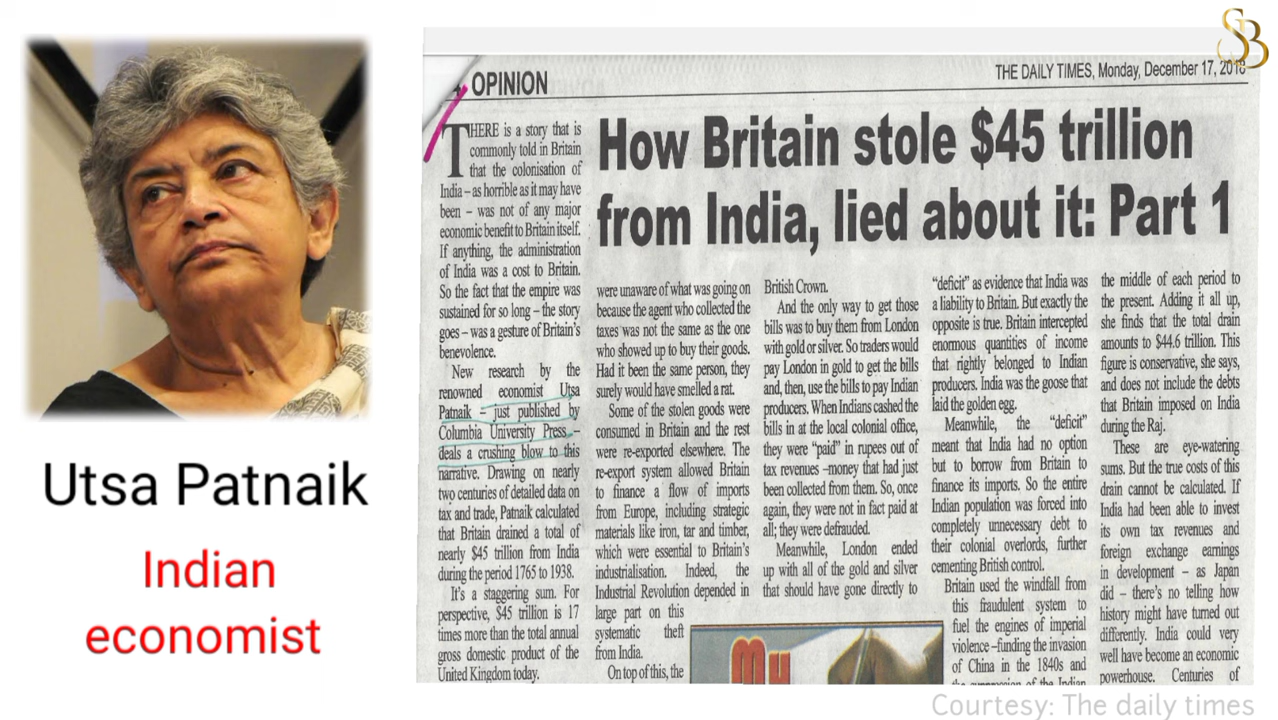 SB
Utsa Patnaik
Indian
economist
OPINION
THE DAILY TIMES, Monday, December 17, 2018
How Britain stole $45 trillion
from India, lied about it: Part 1
THERE is a story that is
commonly told in Britain
that the colonisation of
India – as horrible as it may have
been – was not of any major
economic benefit to Britain itself.
If anything, the administration
of India was a cost to Britain.
So the fact that the empire was
sustained for so long – the story
goes – was a gesture of Britain's
benevolence.
New research by the
renowned economist Utsa
Patnaik – just published by
Columbia University Press –
deals a crushing blow to this
narrative. Drawing on nearly
two centuries of detailed data on
tax and trade, Patnaik calculated
that Britain drained a total of
nearly $45 trillion from India
during the period 1765 to 1938.
It's a staggering sum. For
perspective, $45 trillion is 17
times more than the total annual
gross domestic product of the
United Kingdom today.
were unaware of what was going on
because the agent who collected the
taxes was not the same as the one
who showed up to buy their goods.
Had it been the same person, they
surely would have smelled a rat.
Some of the stolen goods were
consumed in Britain and the rest
were re-exported elsewhere. The
re-export system allowed Britain
to finance a flow of imports
from Europe, including strategic
materials like iron, tar and timber,
which were essential to Britain's
industrialisation. Indeed, the
Industrial Revolution depended in
large part on this
systematic theft
from India.
On top of this, the
British Crown.
And the only way to get those
bills was to buy them from London
with gold or silver. So traders would
pay London in gold to get the bills
and, then, use the bills to pay Indian
producers. When Indians cashed the
bills in at the local colonial office,
they were "paid" in rupees out of
tax revenues –money that had just
been collected from them. So, once
again, they were not in fact paid at
all; they were defrauded.
Meanwhile, London ended
up with all of the gold and silver
that should have gone directly to
My
"deficit" as evidence that India was
a liability to Britain. But exactly the
opposite is true. Britain intercepted
enormous quantities of income
that rightly belonged to Indian
producers. India was the goose that
laid the golden egg.
Meanwhile, the "deficit"
meant that India had no option
but to borrow from Britain to
finance its imports. So the entire
Indian population was forced into
completely unnecessary debt to
their colonial overlords, further
cementing British control.
Britain used the windfall from
this fraudulent system to
fuel the engines of imperial
violence –funding the invasion
of China in the 1840s and
the suppression of the Indian
the middle of each period to
the present. Adding it all up,
she finds that the total drain
amounts to $44.6 trillion. This
figure is conservative, she says,
and does not include the debts
that Britain imposed on India
during the Raj.
These are eye-watering
sums. But the true costs of this
drain cannot be calculated. If
India had been able to invest
its own tax revenues and
foreign exchange earnings
in development – as Japan
did – there's no telling how
history might have turned out
differently. India could very
well have become an economic
powerhouse. Centuries of
Courtesy: The daily times